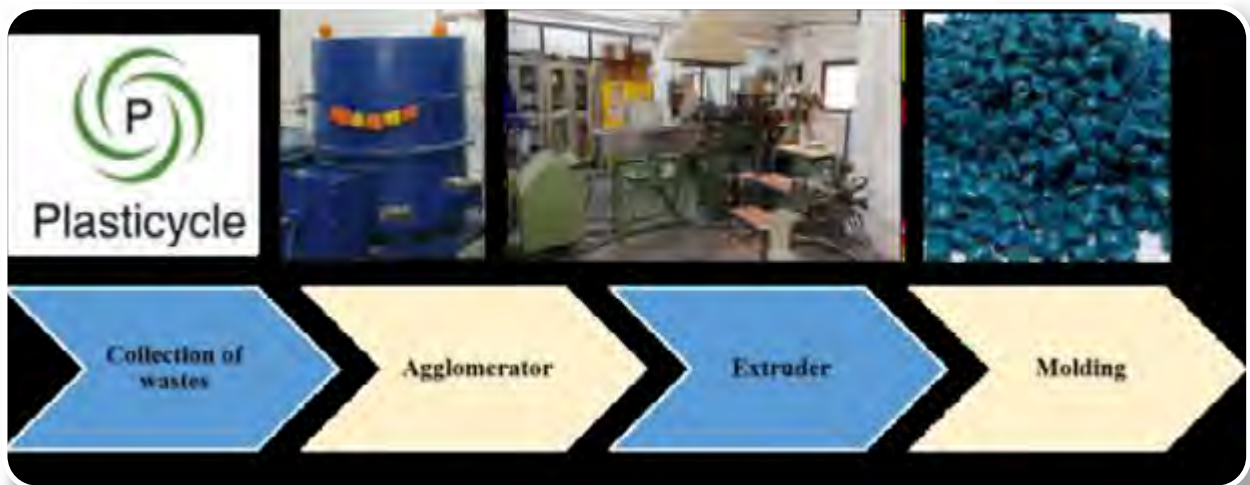 P
Plasticycle
Collection of
wastes
Agglomerator
Extruder
Molding